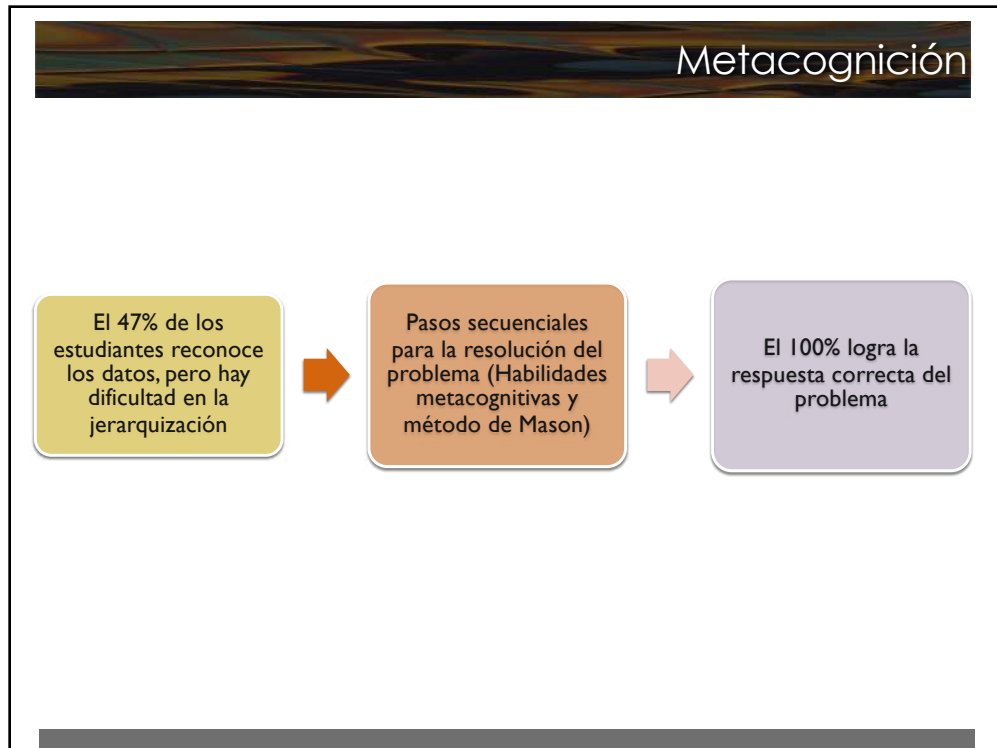 Metacognición
El 47% de los
estudiantes reconoce
los datos, pero hay
dificultad en la
jerarquización
Pasos secuenciales
para la resolución del
problema (Habilidades
metacognitivas y
método de Mason)
El 100% logra la
respuesta correcta del
problema